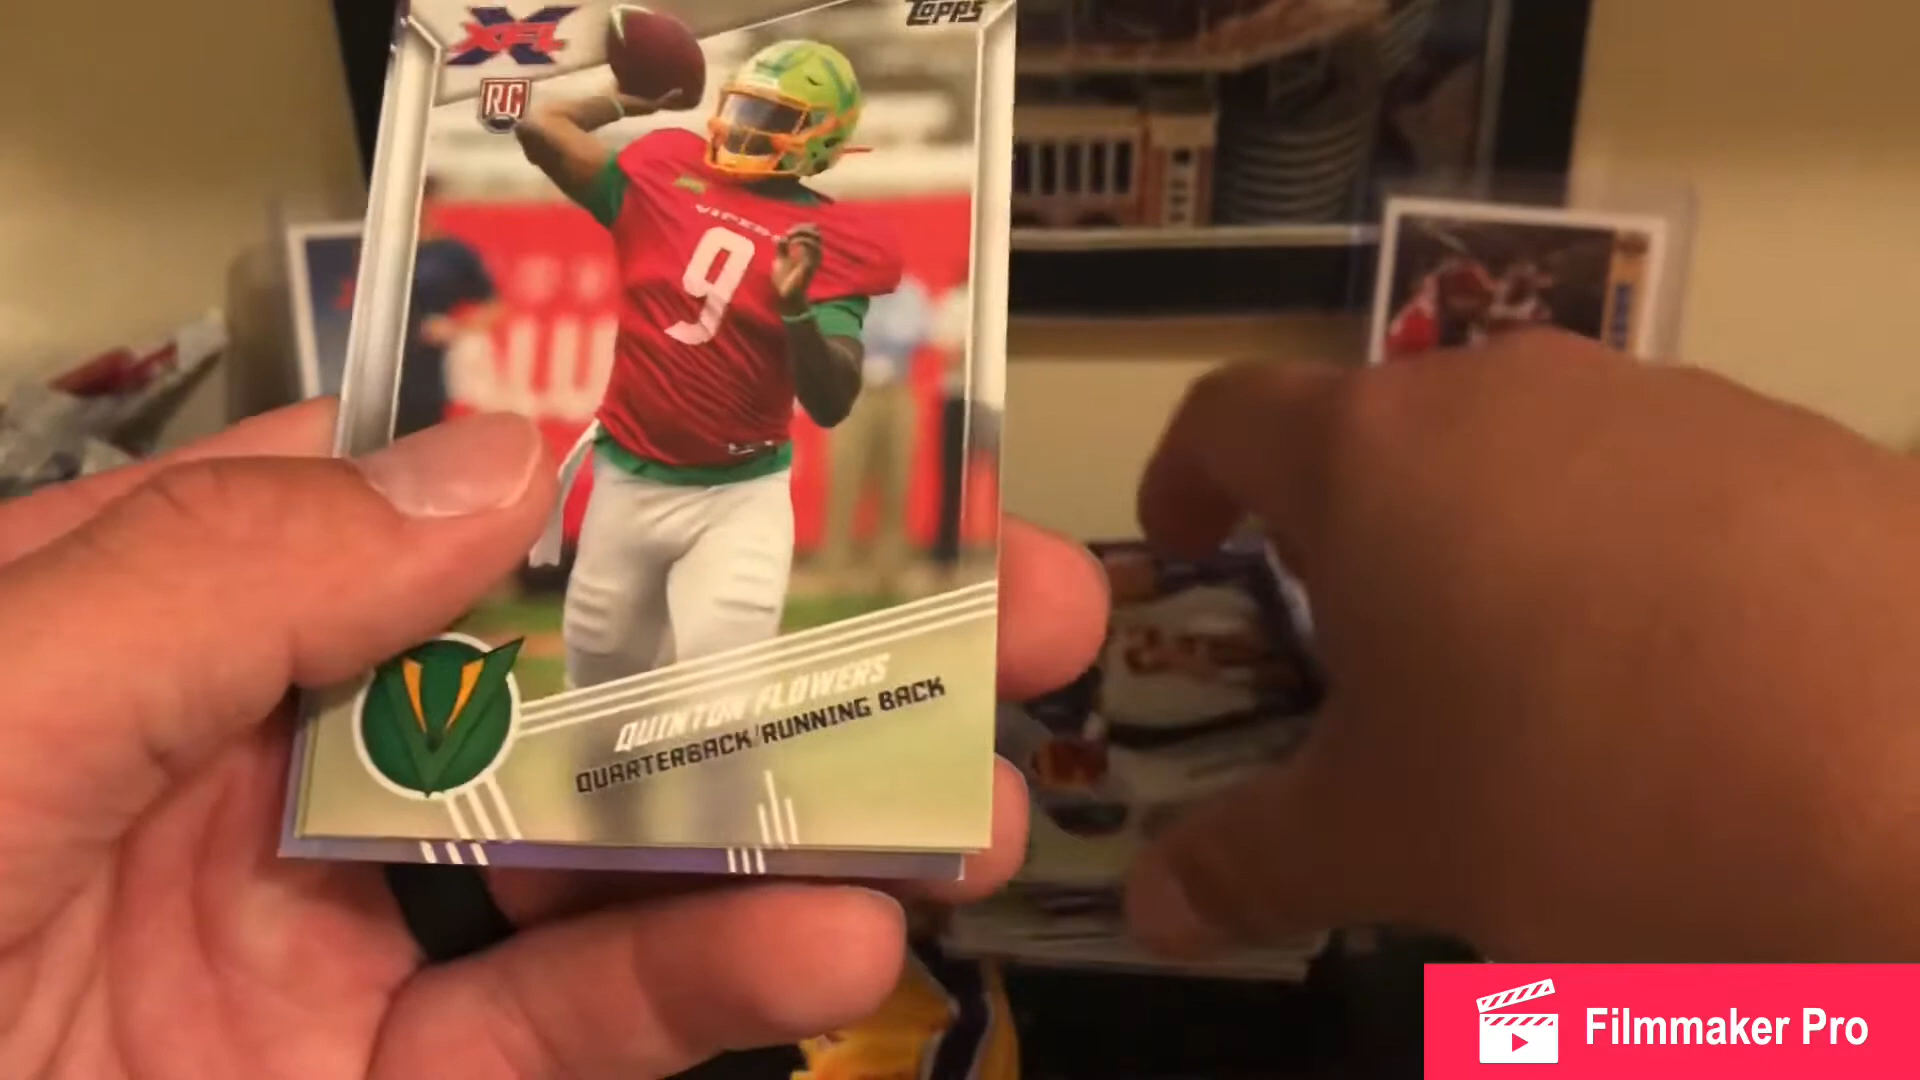 XFL
Topps
RC
9
QUINTON FLOWERS
QUARTERBACK/RUNNING BACK
Filmmaker Pro